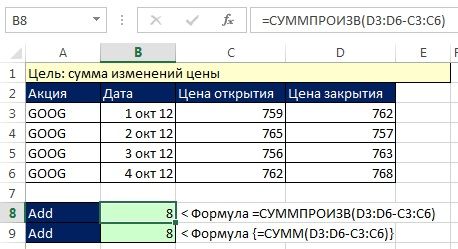 B8 fx =СУММПРОИЗВ(D3:D6-C3:C6)
A B C D E
1 Цель: сумма изменений цены
2 Акция Дата Цена открытия Цена закрытия
3 GOOG 1 окт 12 759 762
4 GOOG 2 окт 12 765 757
5 GOOG 3 окт 12 756 763
6 GOOG 4 окт 12 762 768
7
8 Add 8 < Формула =СУММПРОИЗВ(D3:D6-C3:C6)
9 Add 8 < Формула {=СУММ(D3:D6-C3:C6)}